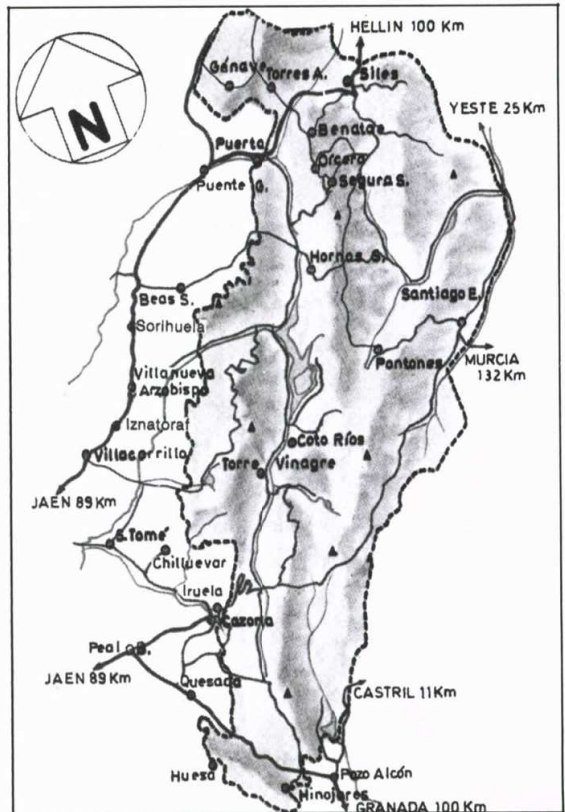 HELLIN 100 Km
Génave
Torres A.
Siles
YESTE 25Km
N
Benatae
Puerta
Orcera
Puente G.
Segura S.
Hornos S.
Beas S.
Santiago E.
Sorihuela
Pontones
MURCIA
132 Km
Villanueva
Arzobispo
Iznatoraf
Coto Ríos
Villacarrillo
Torre Vinagre
JAEN 89 Km
S. Tomé
Chilluevar
Iruela
Cazorla
Peal B.
JAEN 89 Km
Quesada
CASTRIL 11 Km
Huesa
Pozo Alcón
Hinojares
GRANADA 100 Km